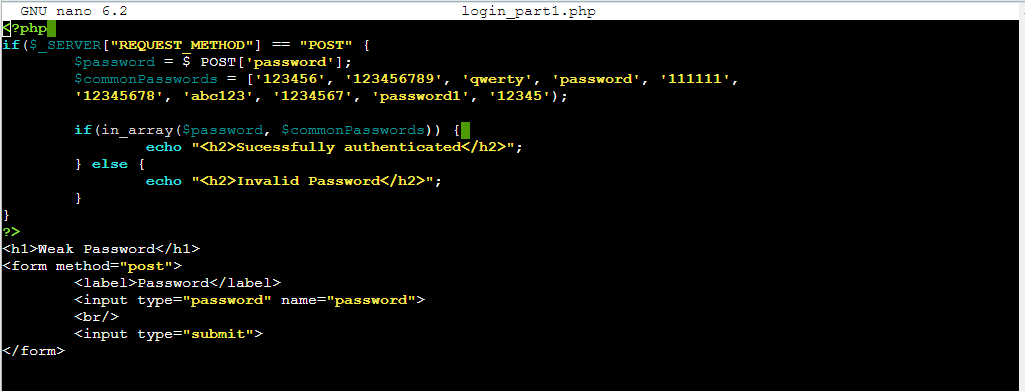 GNU nano 6.2 login_part1.php
<?php
if($_SERVER["REQUEST_METHOD"] == "POST" {
$password = $_POST['password'];
$commonPasswords = ['123456', '123456789', 'qwerty', 'password', '111111',
'12345678', 'abc123', '1234567', 'password1', '12345');
if(in_array($password, $commonPasswords)) {
echo "<h2>Sucessfully authenticated</h2>";
} else {
echo "<h2>Invalid Password</h2>";
}
}
?>
<h1>Weak Password</h1>
<form method="post">
<label>Password</label>
<input type="password" name="password">
<br/>
<input type="submit">
</form>